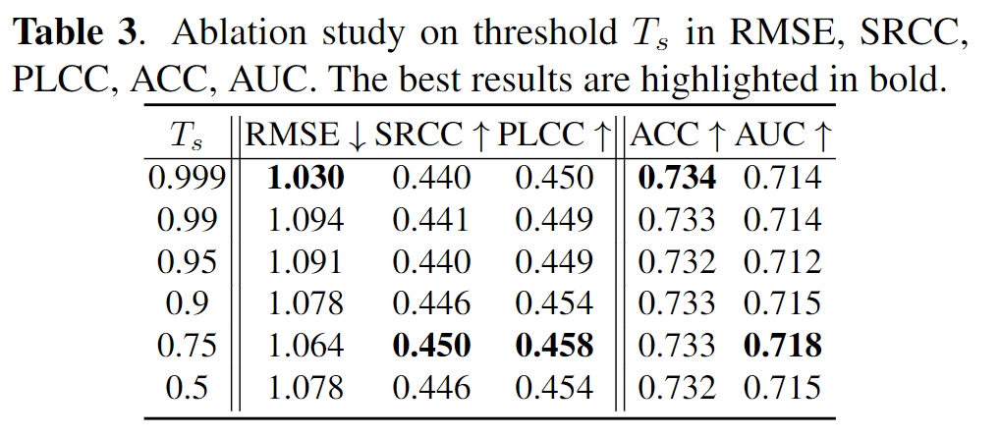 Table 3. Ablation study on threshold Ts in RMSE, SRCC,
PLCC, ACC, AUC. The best results are highlighted in bold.
Ts RMSE ↓ SRCC ↑ PLCC ↑ ACC ↑ AUC ↑
0.999 1.030 0.440 0.450 0.734 0.714
0.99 1.094 0.441 0.449 0.733 0.714
0.95 1.091 0.440 0.449 0.732 0.712
0.9 1.078 0.446 0.454 0.733 0.715
0.75 1.064 0.450 0.458 0.733 0.718
0.5 1.078 0.446 0.454 0.732 0.715